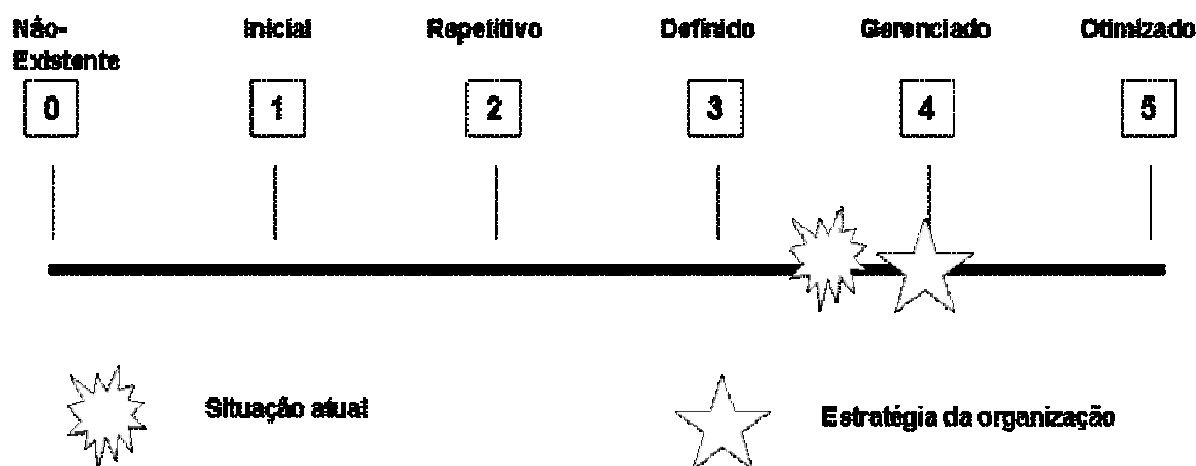 Não-
Existente
Inicial
Repetitivo
Definido
Gerenciado
Otimizado
0
1
2
3
4
5
Situação atual
Estratégia da organização